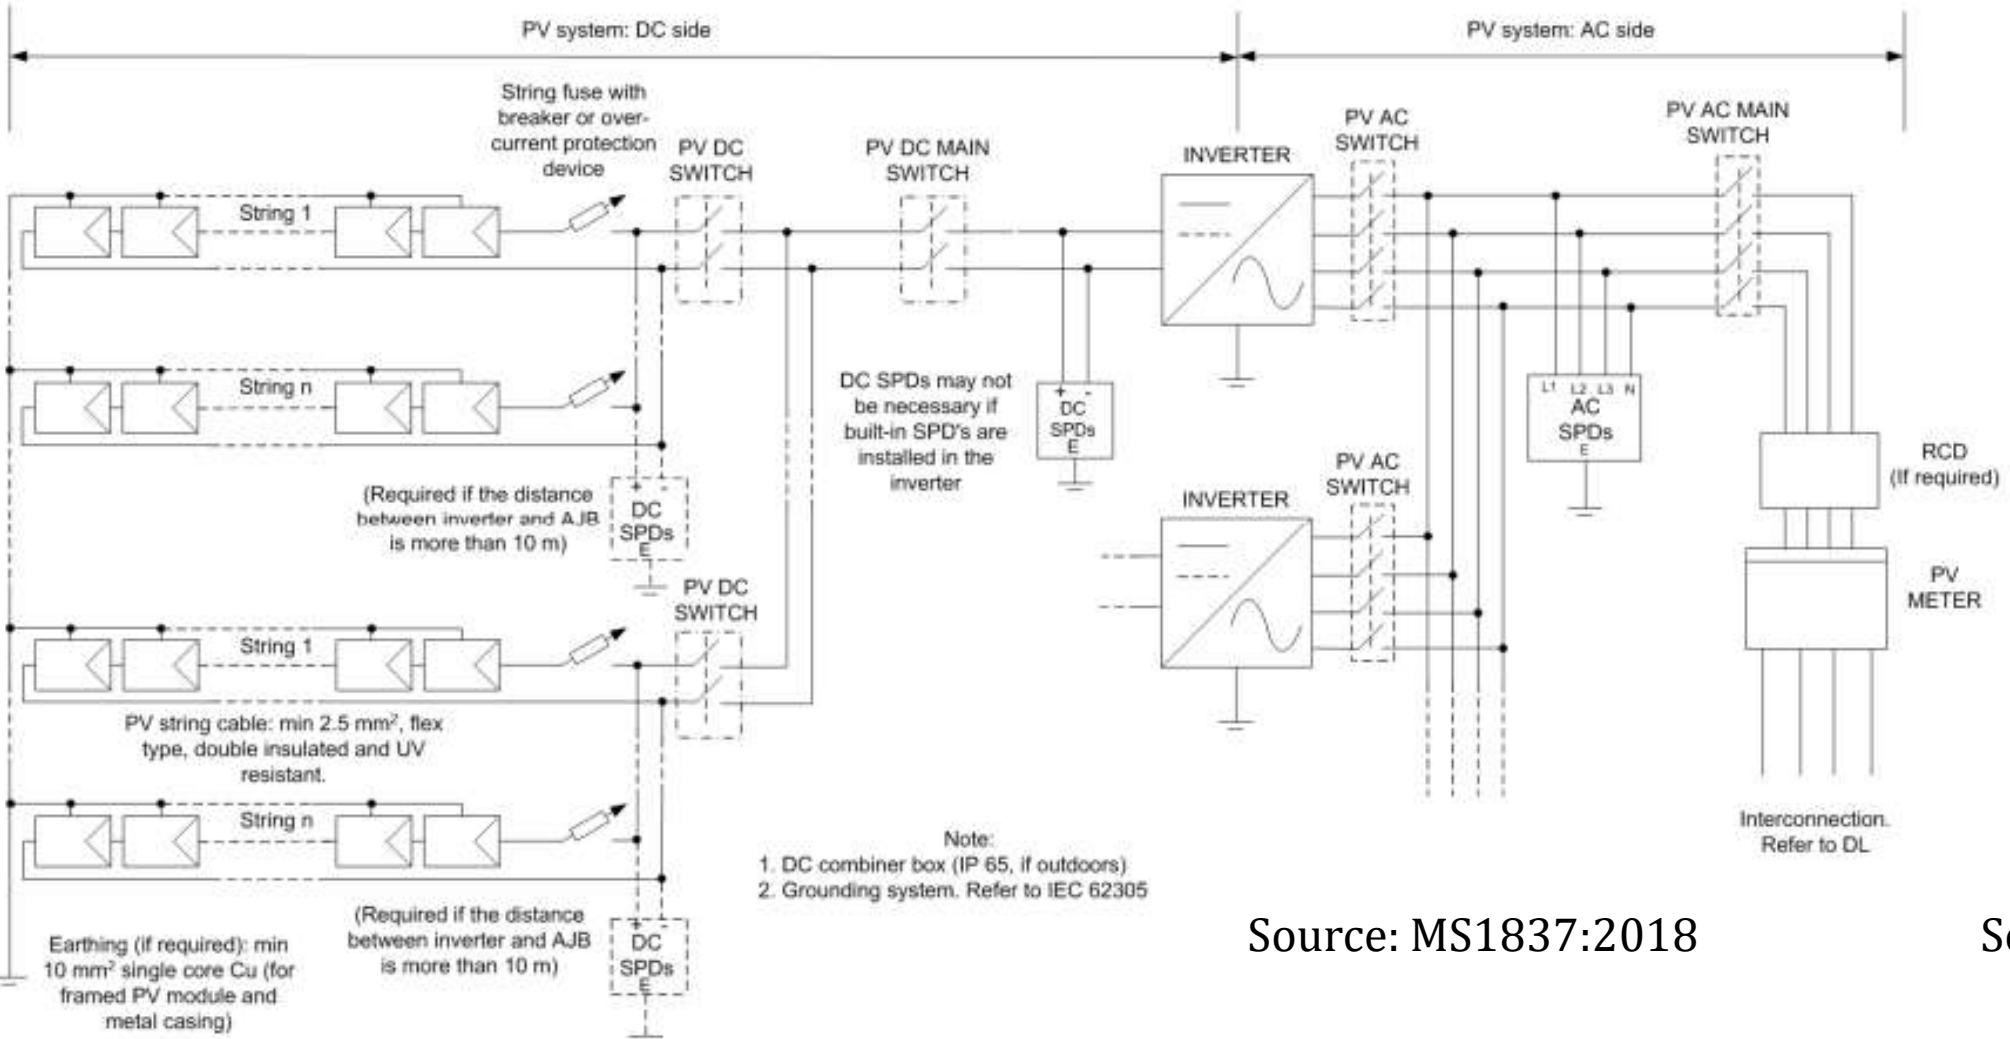 PV system: DC side
PV system: AC side
String fuse with
breaker or over-
current protection
device
PV DC
SWITCH
PV DC MAIN
SWITCH
INVERTER
PV AC
SWITCH
PV AC MAIN
SWITCH
String 1
String n
DC SPDs may not
be necessary if
built-in SPD's are
installed in the
inverter
+ -
DC
SPDs
E
L1 L2 L3 N
AC
SPDs
E
RCD
(If required)
(Required if the distance
between inverter and AJB
is more than 10 m)
+ -
DC
SPDs
E
INVERTER
PV AC
SWITCH
PV
METER
PV DC
SWITCH
String 1
PV string cable: min 2.5 mm², flex
type, double insulated and UV
resistant.
String n
Interconnection.
Refer to DL
Note:
1. DC combiner box (IP 65, if outdoors)
2. Grounding system. Refer to IEC 62305
(Required if the distance
between inverter and AJB
is more than 10 m)
+ -
DC
SPDs
E
Earthing (if required): min
10 mm² single core Cu (for
framed PV module and
metal casing)
Source: MS1837:2018